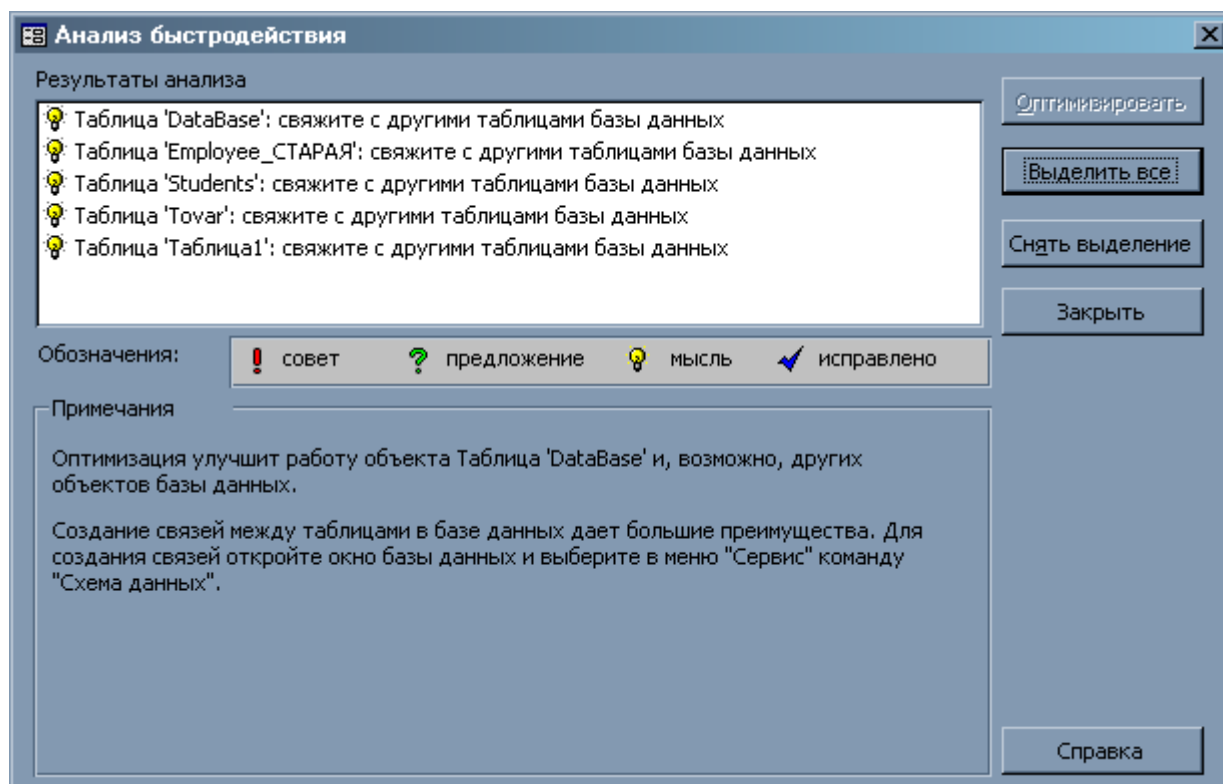 Анализ быстродействия
Результаты анализа
Таблица 'DataBase': свяжите с другими таблицами базы данных
Таблица 'Employee_СТАРАЯ': свяжите с другими таблицами базы данных
Таблица 'Students': свяжите с другими таблицами базы данных
Таблица 'Tovar': свяжите с другими таблицами базы данных
Таблица 'Таблица1': свяжите с другими таблицами базы данных
Оптимизировать
Выделить все
Снять выделение
Закрыть
Обозначения: совет предложение мысль исправлено
Примечания
Оптимизация улучшит работу объекта Таблица 'DataBase' и, возможно, других
объектов базы данных.
Создание связей между таблицами в базе данных дает большие преимущества. Для
создания связей откройте окно базы данных и выберите в меню "Сервис" команду
"Схема данных".
Справка